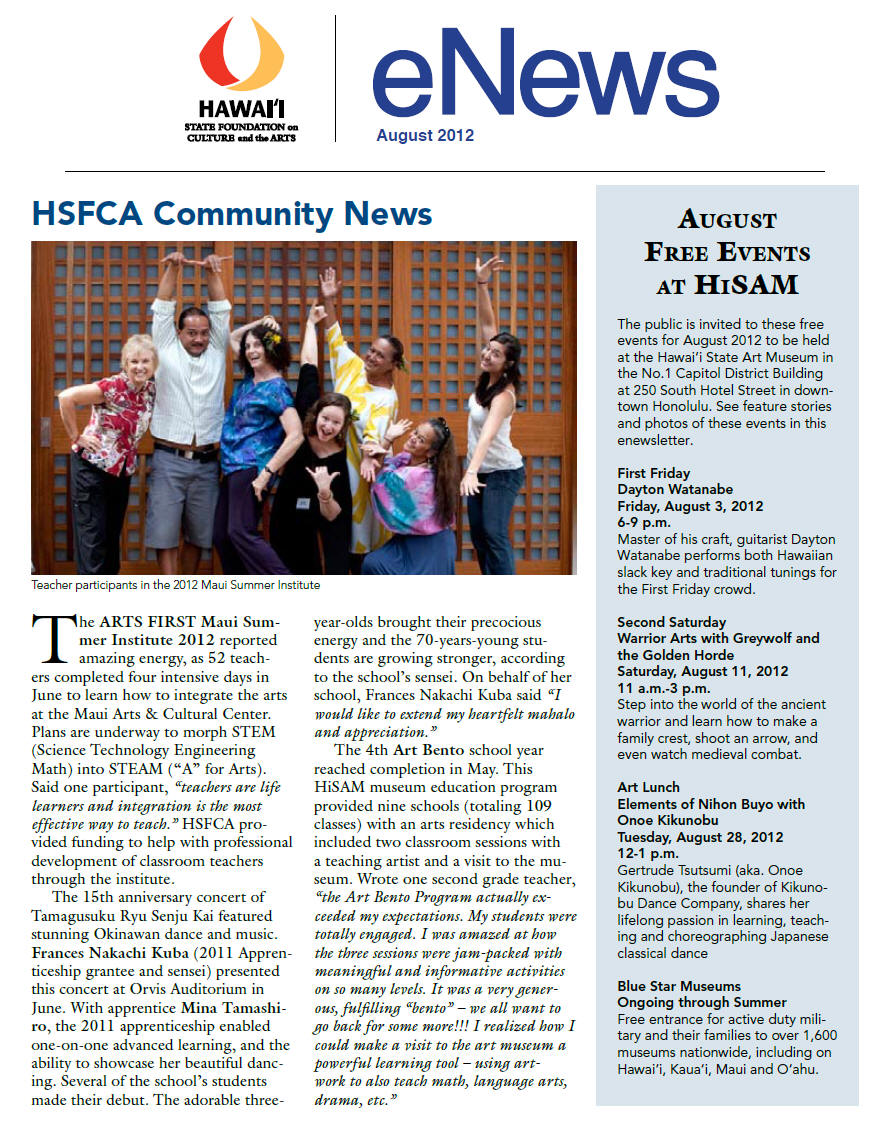 HAWAI'I
STATE FOUNDATION on
CULTURE and the ARTS
eNews
August 2012
HSFCA Community News
Teacher participants in the 2012 Maui Summer Institute
The ARTS FIRST Maui Sum-
mer Institute 2012 reported
amazing energy, as 52 teach-
ers completed four intensive days in
June to learn how to integrate the arts
at the Maui Arts & Cultural Center.
Plans are underway to morph STEM
(Science Technology Engineering
Math) into STEAM (“A” for Arts).
Said one participant, “teachers are life
learners and integration is the most
effective way to teach.” HSFCA pro-
vided funding to help with professional
development of classroom teachers
through the institute.
The 15th anniversary concert of
Tamagusuku Ryu Senju Kai featured
stunning Okinawan dance and music.
Frances Nakachi Kuba (2011 Appren-
ticeship grantee and sensei) presented
this concert at Orvis Auditorium in
June. With apprentice Mina Tamashi-
ro, the 2011 apprenticeship enabled
one-on-one advanced learning, and the
ability to showcase her beautiful danc-
ing. Several of the school’s students
made their debut. The adorable three-
year-olds brought their precocious
energy and the 70-years-young stu-
dents are growing stronger, according
to the school’s sensei. On behalf of her
school, Frances Nakachi Kuba said “I
would like to extend my heartfelt mahalo
and appreciation.”
The 4th Art Bento school year
reached completion in May. This
HiSAM museum education program
provided nine schools (totaling 109
classes) with an arts residency which
included two classroom sessions with
a teaching artist and a visit to the mu-
seum. Wrote one second grade teacher,
“the Art Bento Program actually ex-
ceeded my expectations. My students were
totally engaged. I was amazed at how
the three sessions were jam-packed with
meaningful and informative activities
on so many levels. It was a very gener-
ous, fulfilling “bento” – we all want to
go back for some more!!! I realized how I
could make a visit to the art museum a
powerful learning tool – using art-
work to also teach math, language arts,
drama, etc.”
AUGUST
FREE EVENTS
AT HISAM
The public is invited to these free
events for August 2012 to be held
at the Hawai‘i State Art Museum in
the No.1 Capitol District Building
at 250 South Hotel Street in down-
town Honolulu. See feature stories
and photos of these events in this
enewsletter.
First Friday
Dayton Watanabe
Friday, August 3, 2012
6-9 p.m.
Master of his craft, guitarist Dayton
Watanabe performs both Hawaiian
slack key and traditional tunings for
the First Friday crowd.
Second Saturday
Warrior Arts with Greywolf and
the Golden Horde
Saturday, August 11, 2012
11 a.m.-3 p.m.
Step into the world of the ancient
warrior and learn how to make a
family crest, shoot an arrow, and
even watch medieval combat.
Art Lunch
Elements of Nihon Buyo with
Onoe Kikunobu
Tuesday, August 28, 2012
12-1 p.m.
Gertrude Tsutsumi (aka. Onoe
Kikunobu), the founder of Kikuno-
bu Dance Company, shares her
lifelong passion in learning, teach-
ing and choreographing Japanese
classical dance
Blue Star Museums
Ongoing through Summer
Free entrance for active duty mili-
tary and their families to over 1,600
museums nationwide, including on
Hawai‘i, Kaua‘i, Maui and O‘ahu.